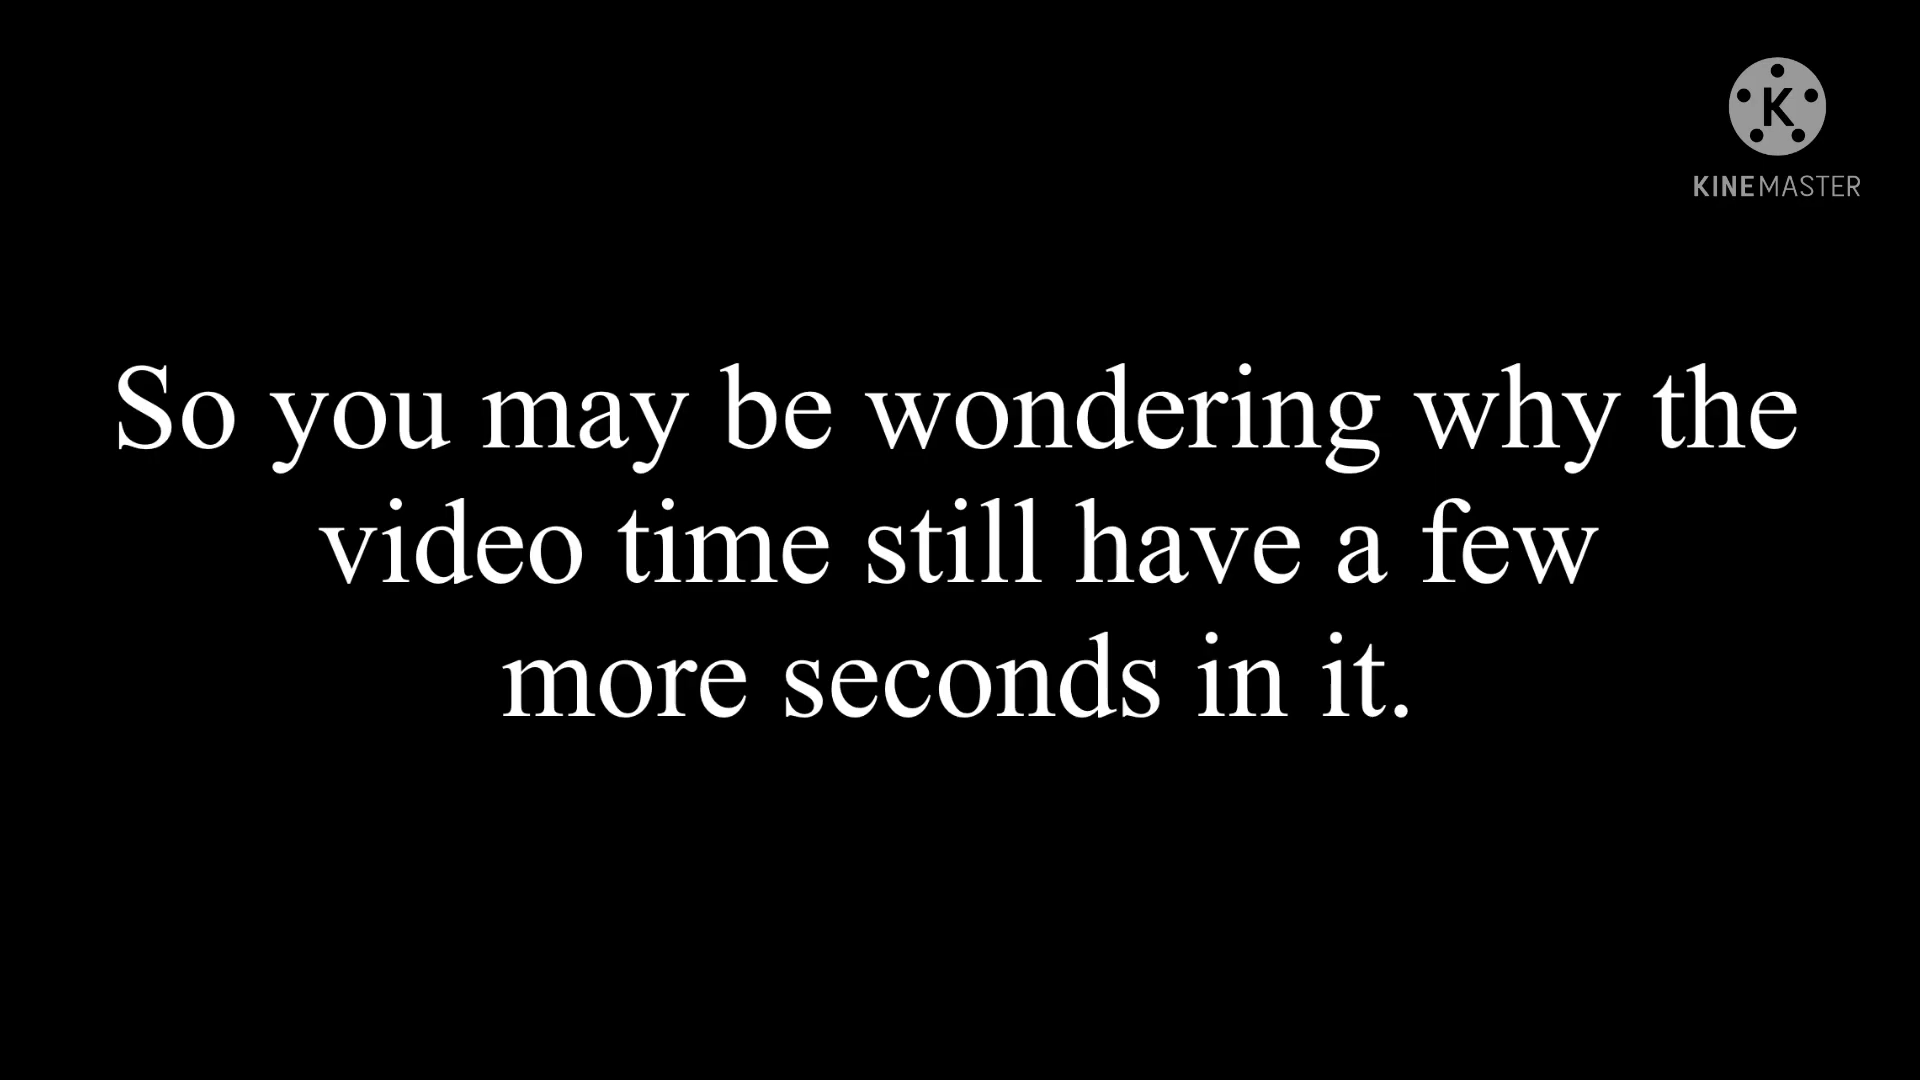 K
KINEMASTER
So you may be wondering why the
video time still have a few
more seconds in it.